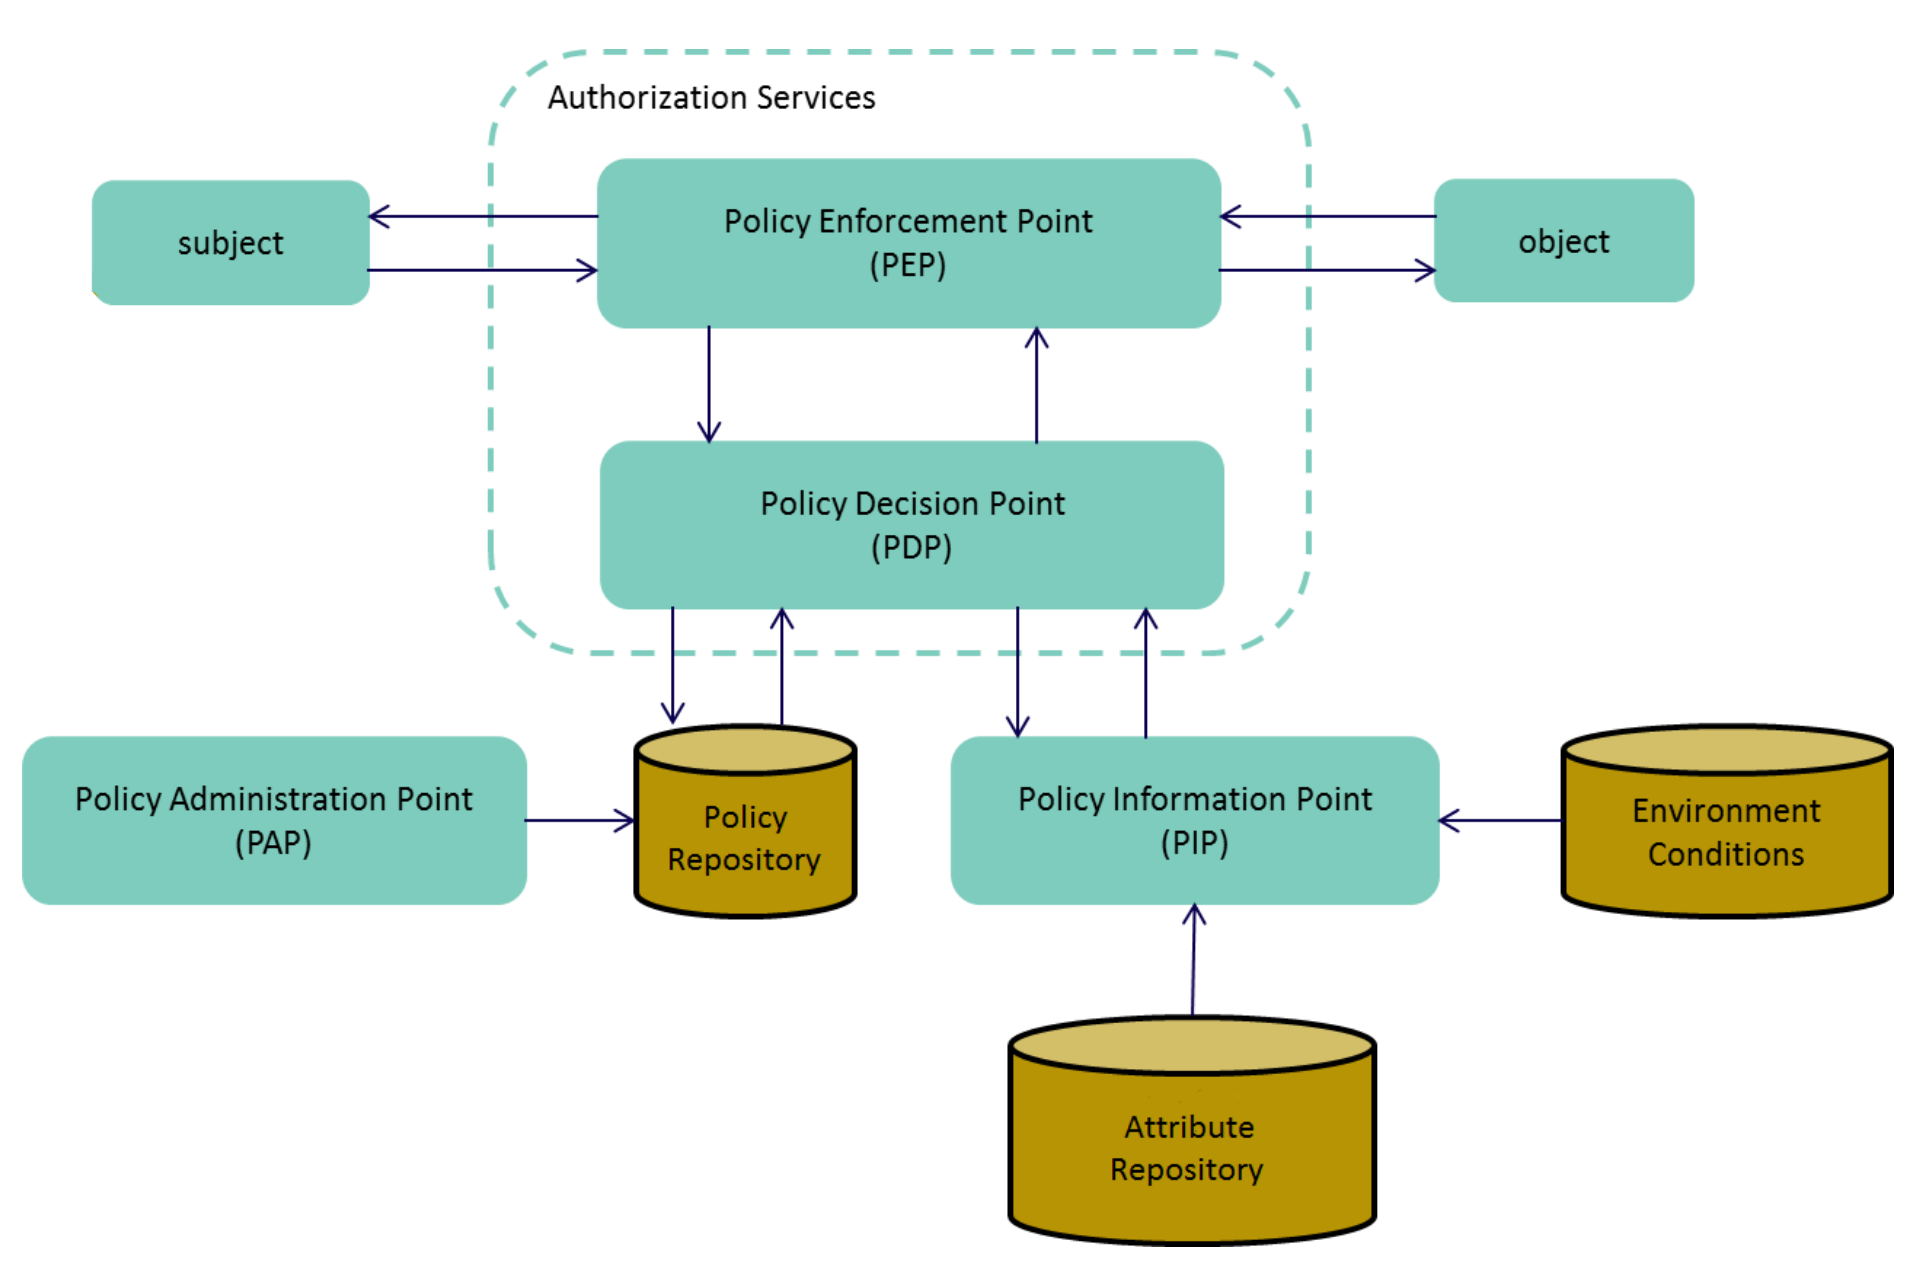 Authorization Services
subject
Policy Enforcement Point
(PEP)
object
Policy Decision Point
(PDP)
Policy Administration Point
(PAP)
Policy
Repository
Policy Information Point
(PIP)
Environment
Conditions
Attribute
Repository